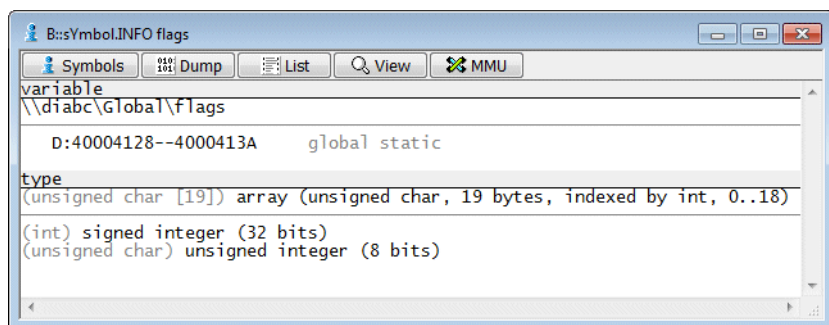 B::sYmbol.INFO flags
Symbols Dump List View MMU
variable
\\diabc\Global\flags
D:40004128--4000413A global static
type
(unsigned char [19]) array (unsigned char, 19 bytes, indexed by int, 0..18)
(int) signed integer (32 bits)
(unsigned char) unsigned integer (8 bits)